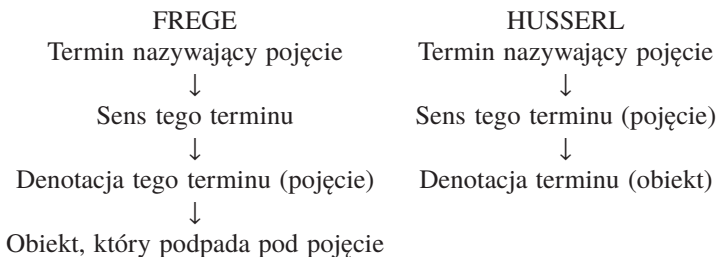 FREGE
Termin nazywający pojęcie
↓
Sens tego terminu
↓
Denotacja tego terminu (pojęcie)
↓
Obiekt, który podpada pod pojęcie
HUSSERL
Termin nazywający pojęcie
↓
Sens tego terminu (pojęcie)
↓
Denotacja terminu (obiekt)